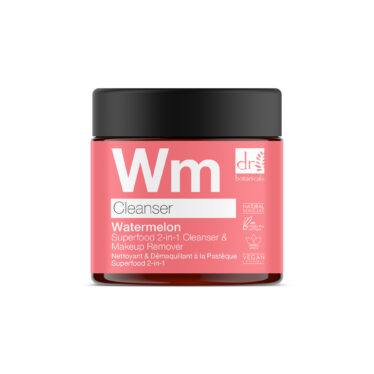 Wm
Cleanser
Watermelon
Superfood 2-in-1 Cleanser &
Makeup Remover
Nettoyant & Démaquillant à la Pastèque
Superfood 2-in-1
dr
botanicals
NATURAL
VEGAN